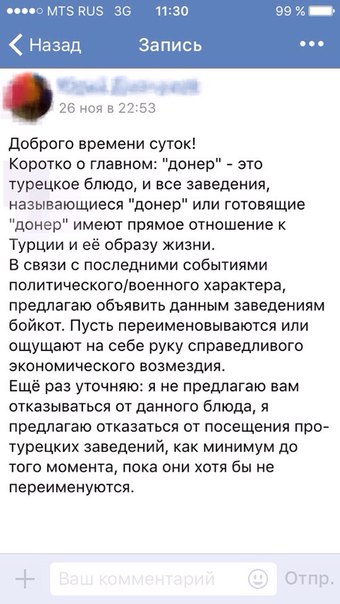 MTS RUS 3G 11:30 99 %
Назад Запись
26 ноя в 22:53
Доброго времени суток!
Коротко о главном: "донер" - это
турецкое блюдо, и все заведения,
называющиеся "донер" или готовящие
"донер" имеют прямое отношение к
Турции и её образу жизни.
В связи с последними событиями
политического/военного характера,
предлагаю объявить данным заведениям
бойкот. Пусть переименовываются или
ощущают на себе руку справедливого
экономического возмездия.
Ещё раз уточняю: я не предлагаю вам
отказываться от данного блюда, я
предлагаю отказаться от посещения про-
турецких заведений, как минимум до
того момента, пока они хотя бы не
переименуются.
Ваш комментарий Отпр.